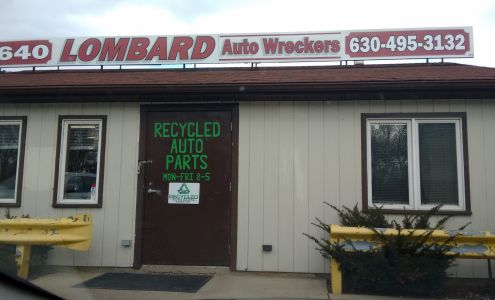 640 LOMBARD Auto Wreckers 630-495-3132
RECYCLED
AUTO
PARTS
MON-FRI 8-5